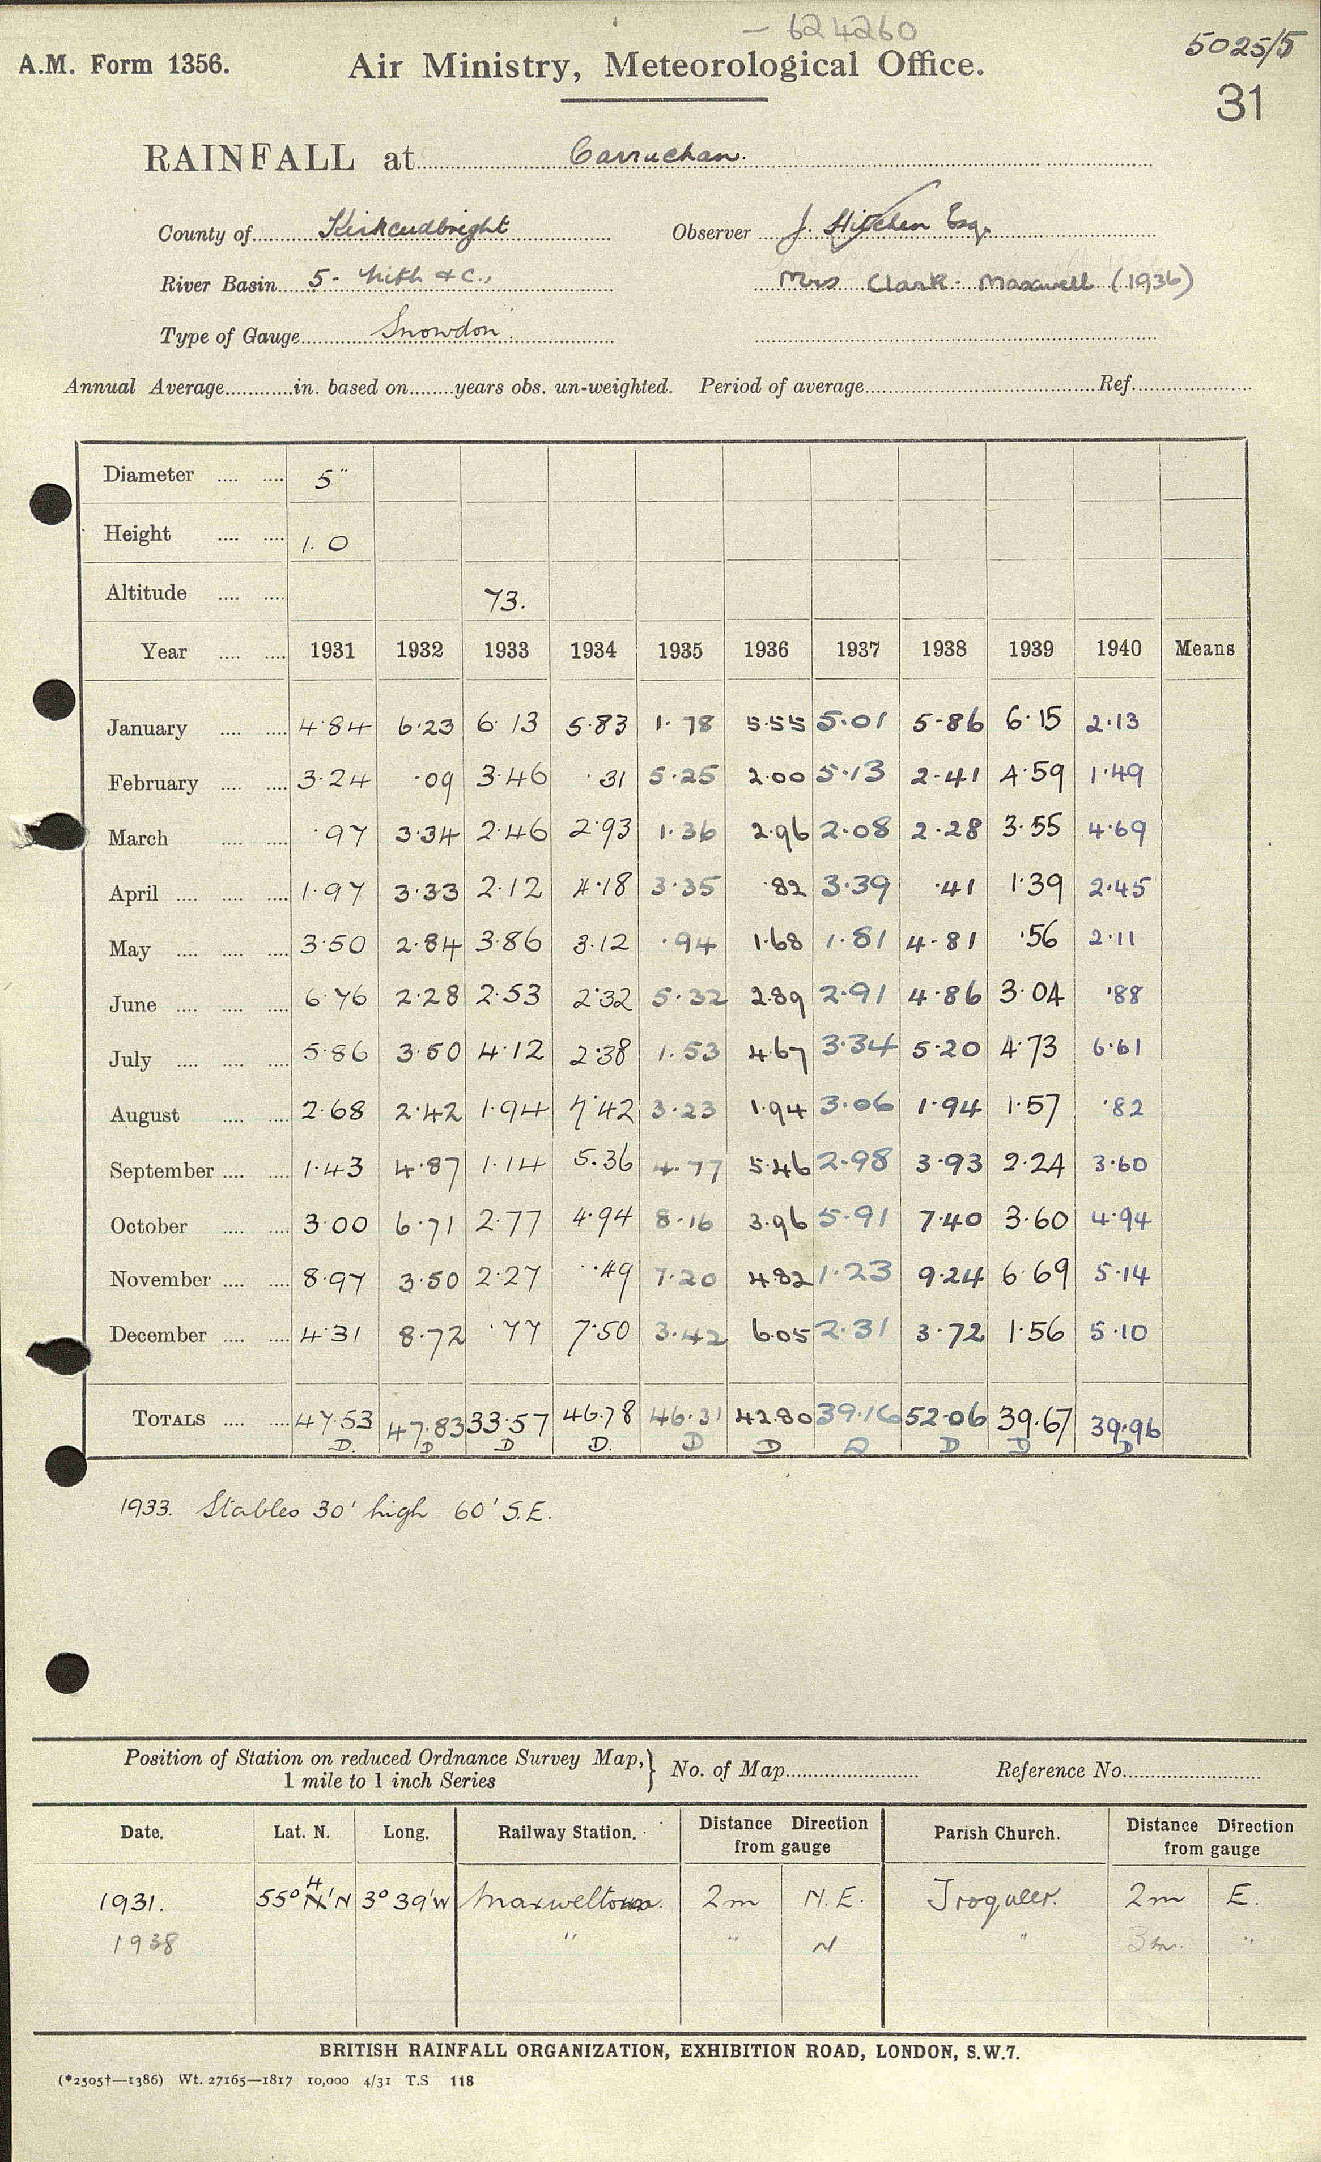 — 624260
5025/5
A.M. Form 1356. Air Ministry, Meteorological Office.
31
RAINFALL at Carruchan.
County of Kirkcudbright Observer J. Hitchen Esq.
River Basin 5- Nith & C., Mrs Clark-Maxwell (1936)
Type of Gauge Snowdon
Annual Average in. based on years obs. un-weighted. Period of average Ref.
Diameter 5"
Height 1.0
Altitude 73.
Year 1931 1932 1933 1934 1935 1936 1937 1938 1939 1940 Means
January 4·84 6·23 6·13 5·83 1·78 5·55 5·01 5·86 6·15 2·13
February 3·24 ·09 3·46 ·31 5·25 2·00 5·13 2·41 4·59 1·49
March ·97 3·34 2·46 2·93 1·36 2·96 2·08 2·28 3·55 4·69
April 1·97 3·33 2·12 4·18 3·35 ·82 3·39 ·41 1·39 2·45
May 3·50 2·84 3·86 3·12 ·94 1·68 1·81 4·81 ·56 2·11
June 6·76 2·28 2·53 2·32 5·32 2·89 2·91 4·86 3·04 ·88
July 5·86 3·50 4·12 2·38 1·53 4·67 3·34 5·20 4·73 6·61
August 2·68 2·42 1·94 7·42 3·23 1·94 3·06 1·94 1·57 ·82
September 1·43 4·87 1·14 5·36 4·77 5·46 2·98 3·93 2·24 3·60
October 3·00 6·71 2·77 4·94 8·16 3·96 5·91 7·40 3·60 4·94
November 8·97 3·50 2·27 ·49 7·20 4·82 1·23 9·24 6·69 5·14
December 4·31 8·72 ·77 7·50 3·42 6·05 2·31 3·72 1·56 5·10
TOTALS 47·53 47·83 33·57 46·78 46·31 42·80 39·16 52·06 39·67 39·96
D. D D D. D D D D D D
1933. Stables 30' high 60' S.E.
Position of Station on reduced Ordnance Survey Map, 1 mile to 1 inch Series } No. of Map Reference No.
Date. Lat. N. Long. Railway Station. Distance Direction from gauge Parish Church. Distance Direction from gauge
1931. 55° 4' N 3° 39' W Maxweltown. 2m N.E. Troqueer. 2m E.
1938 " " N " 3m. "
BRITISH RAINFALL ORGANIZATION, EXHIBITION ROAD, LONDON, S.W.7.
(*2505†—1386) Wt. 27165—1817 10,000 4/31 T.S 118